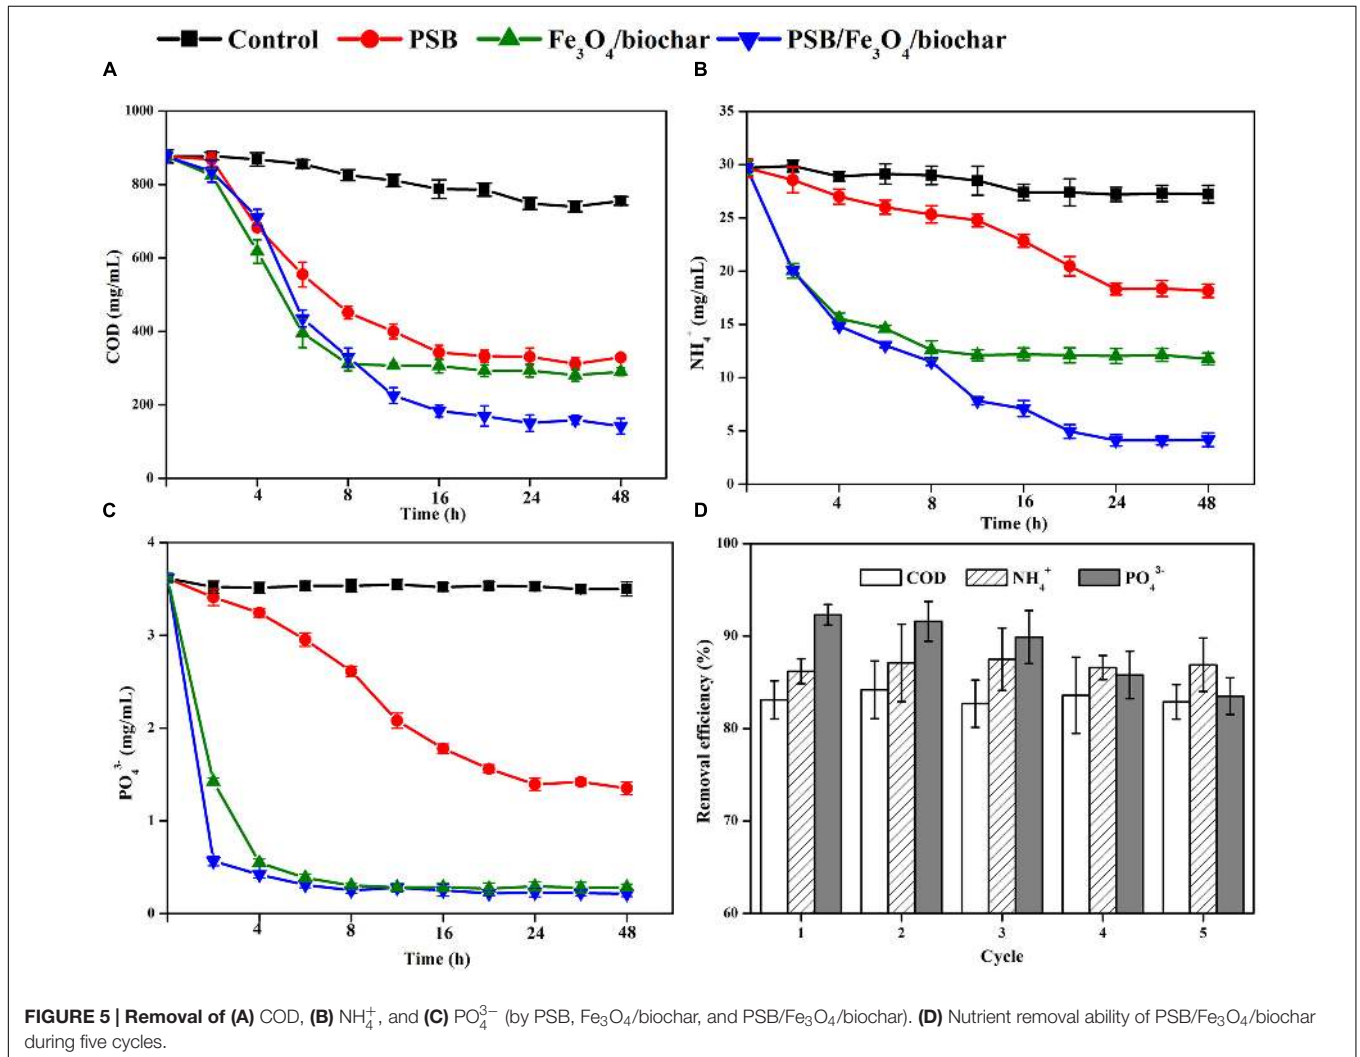 Control PSB Fe₃O₄/biochar PSB/Fe₃O₄/biochar
A
1000
800
600
400
200
0
COD (mg/mL)
4 8 16 24 48
Time (h)
B
35
30
25
20
15
10
5
0
NH₄⁺ (mg/mL)
4 8 16 24 48
Time (h)
C
4
3
2
1
0
PO₄³⁻ (mg/mL)
4 8 16 24 48
Time (h)
D
100
90
80
70
60
Removal efficiency (%)
COD NH₄⁺ PO₄³⁻
1 2 3 4 5
Cycle
FIGURE 5 | Removal of (A) COD, (B) NH₄⁺, and (C) PO₄³⁻ (by PSB, Fe₃O₄/biochar, and PSB/Fe₃O₄/biochar). (D) Nutrient removal ability of PSB/Fe₃O₄/biochar
during five cycles.